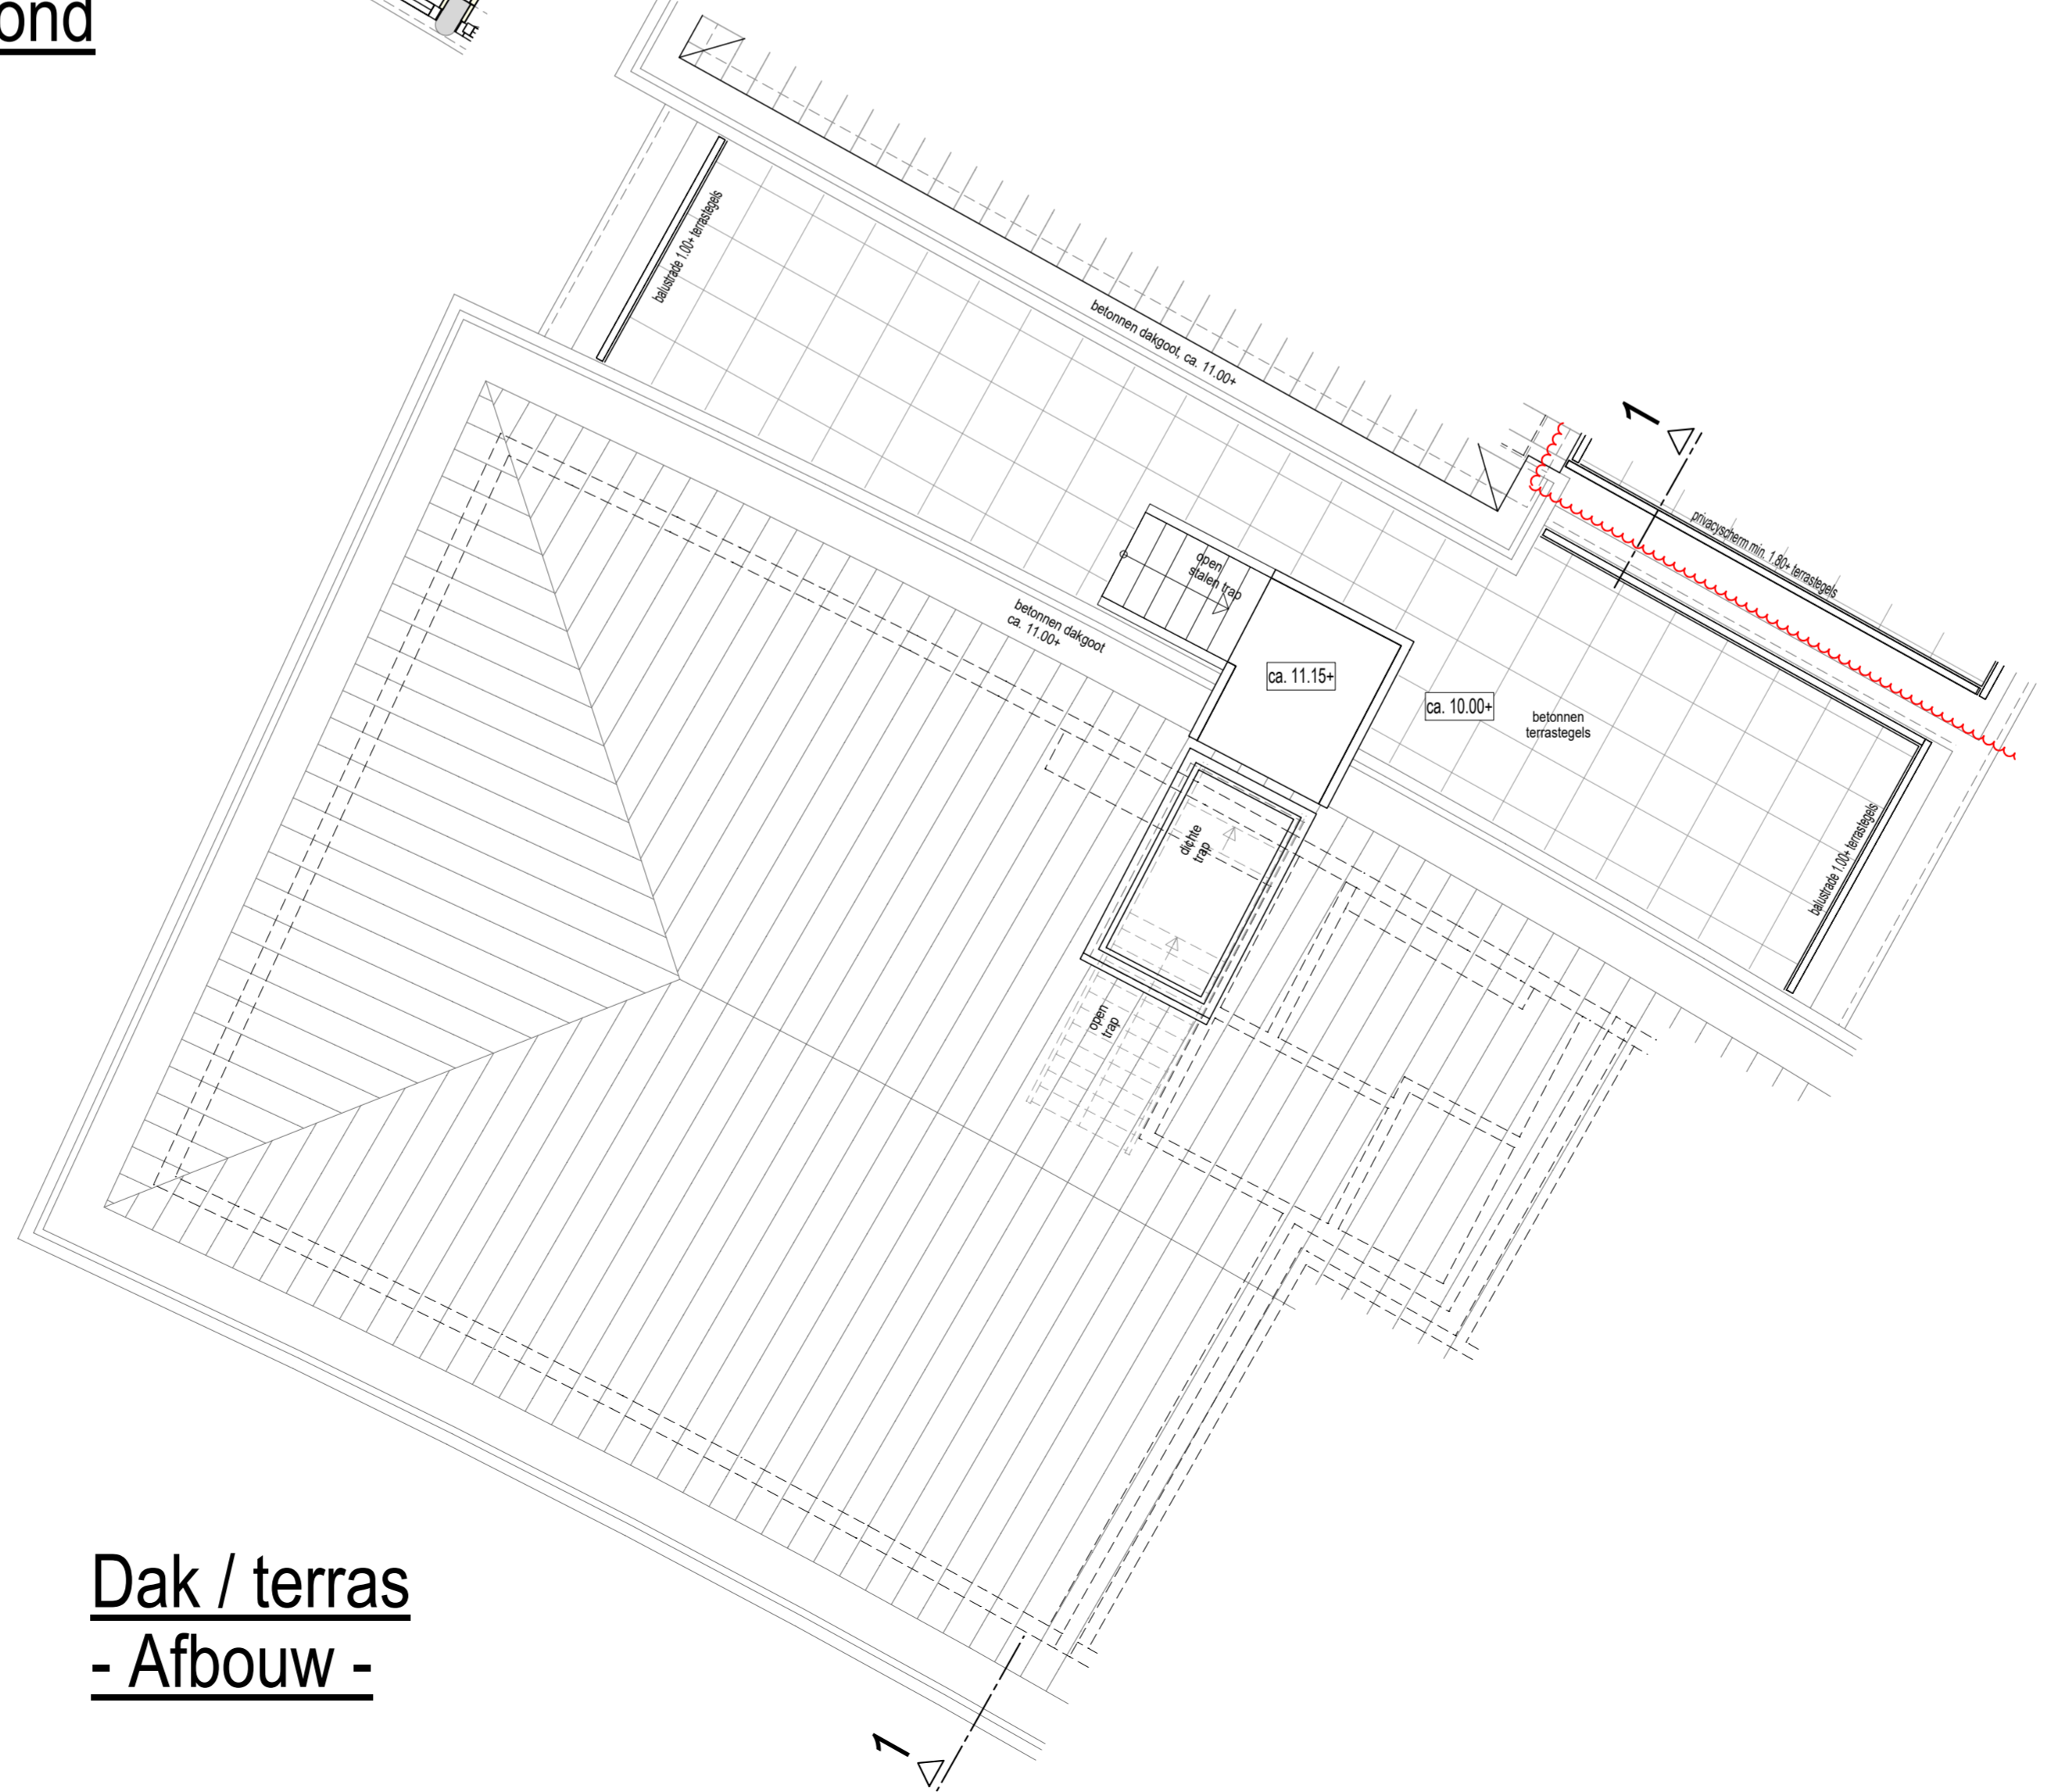 ond
balustrade 1.00+ terrastegels
betonnen dakgoot, ca. 11.00+
1
privacyscherm min. 1.80+ terrastegels
open
stalen trap
betonnen dakgoot
ca. 11.00+
ca. 11.15+
ca. 10.00+
betonnen
terrastegels
dichte
trap
balustrade 1.00+ terrastegels
open
trap
Dak / terras
- Afbouw -
1